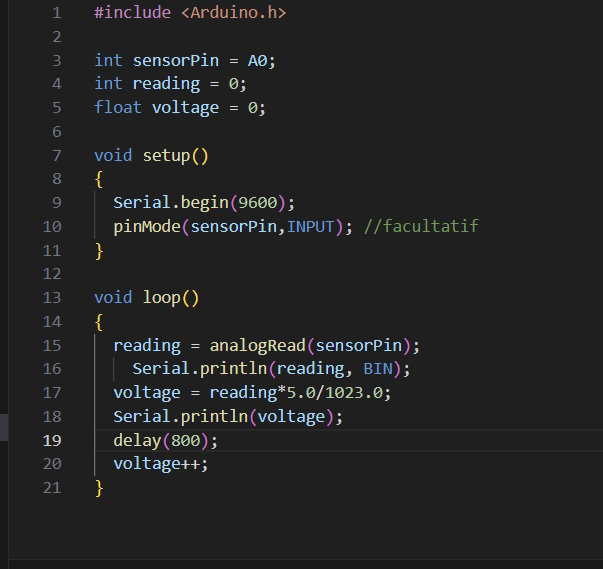 1 #include <Arduino.h>
2
3 int sensorPin = A0;
4 int reading = 0;
5 float voltage = 0;
6
7 void setup()
8 {
9 Serial.begin(9600);
10 pinMode(sensorPin,INPUT); //facultatif
11 }
12
13 void loop()
14 {
15 reading = analogRead(sensorPin);
16 Serial.println(reading, BIN);
17 voltage = reading*5.0/1023.0;
18 Serial.println(voltage);
19 delay(800);
20 voltage++;
21 }